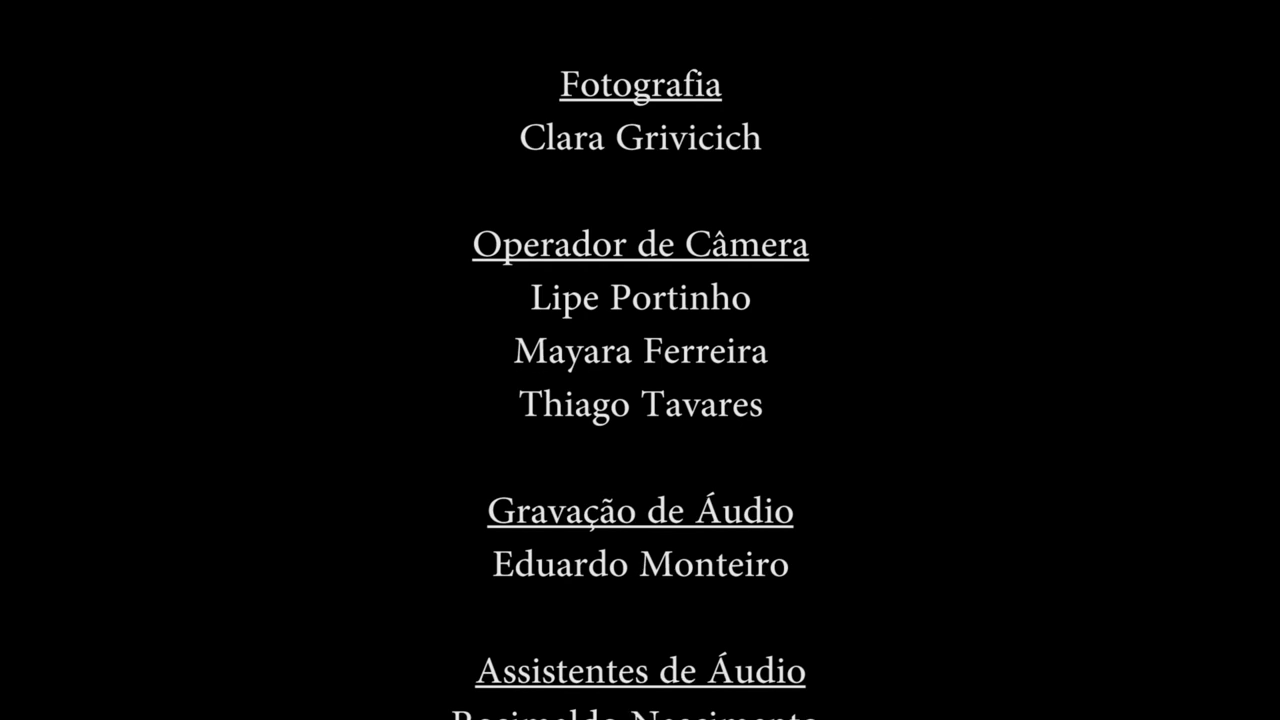 Fotografia
Clara Grivicich
Operador de Câmera
Lipe Portinho
Mayara Ferreira
Thiago Tavares
Gravação de Áudio
Eduardo Monteiro
Assistentes de Áudio